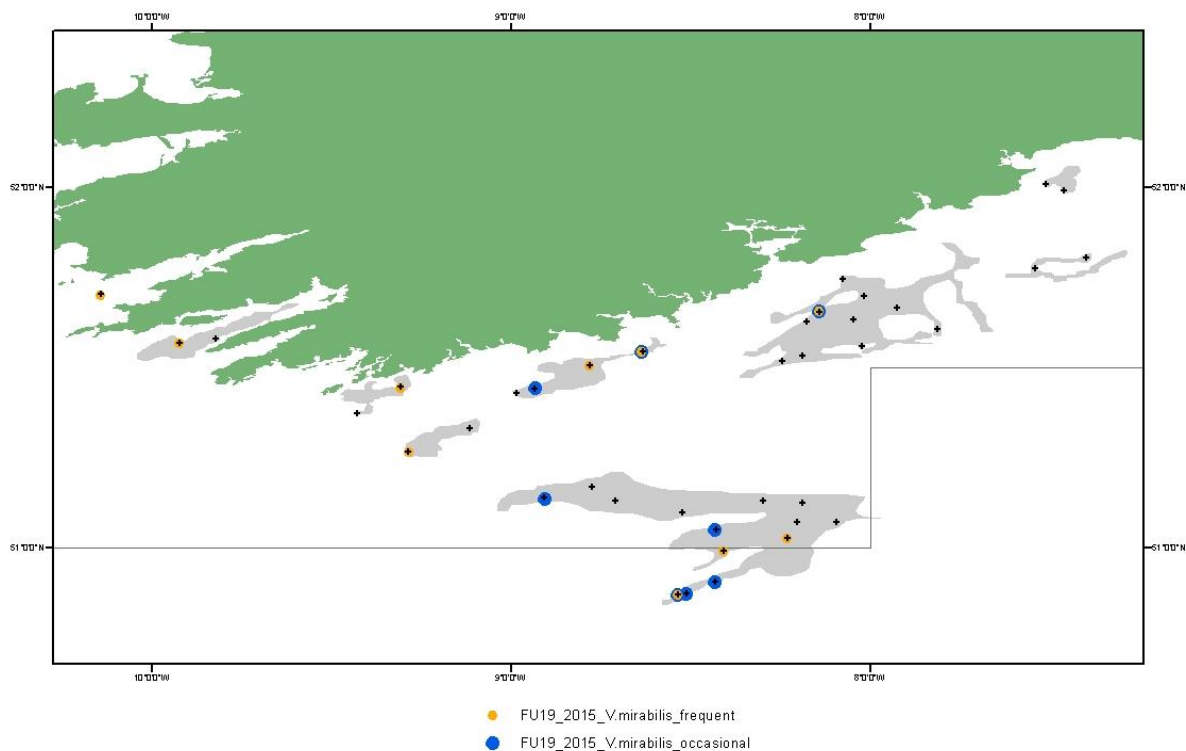 10°0'0"W 9°0'0"W 8°0'0"W
52°0'0"N 52°0'0"N
51°0'0"N 51°0'0"N
10°0'0"W 9°0'0"W 8°0'0"W
FU19_2015_V.mirabilis_frequent
FU19_2015_V.mirabilis_occasional